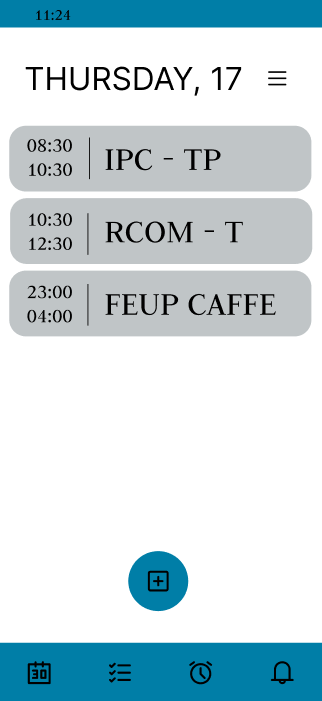 11:24
THURSDAY, 17
08:30
10:30
IPC - TP
10:30
12:30
RCOM - T
23:00
04:00
FEUP CAFFE
30